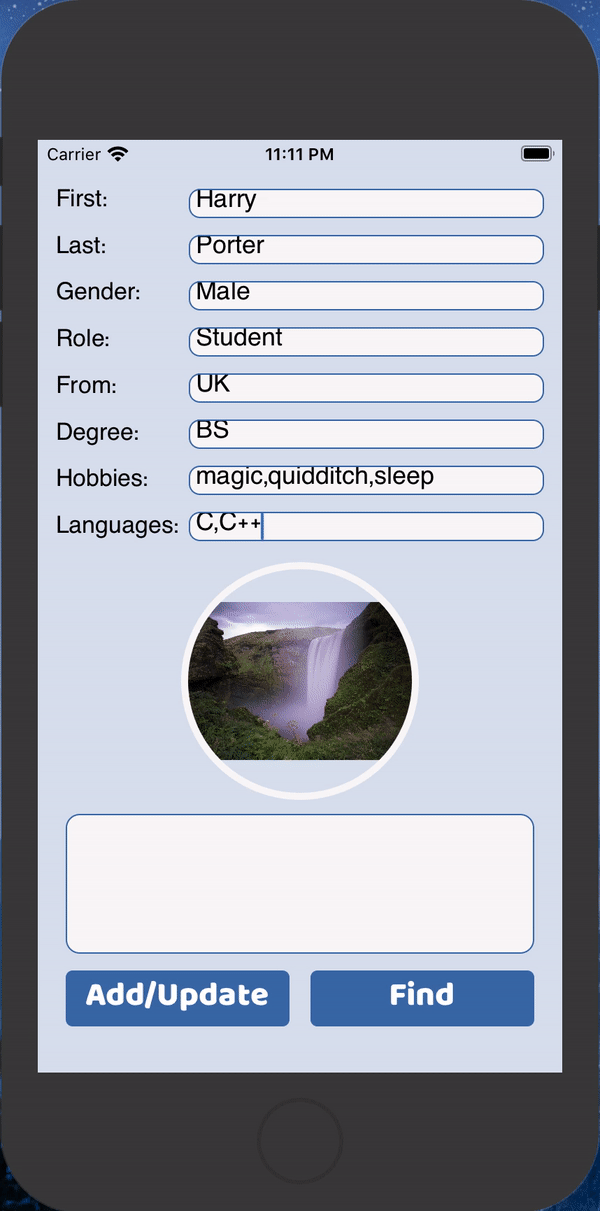 Carrier 11:11 PM
First: Harry
Last: Porter
Gender: Male
Role: Student
From: UK
Degree: BS
Hobbies: magic,quidditch,sleep
Languages: C,C++
Add/Update Find